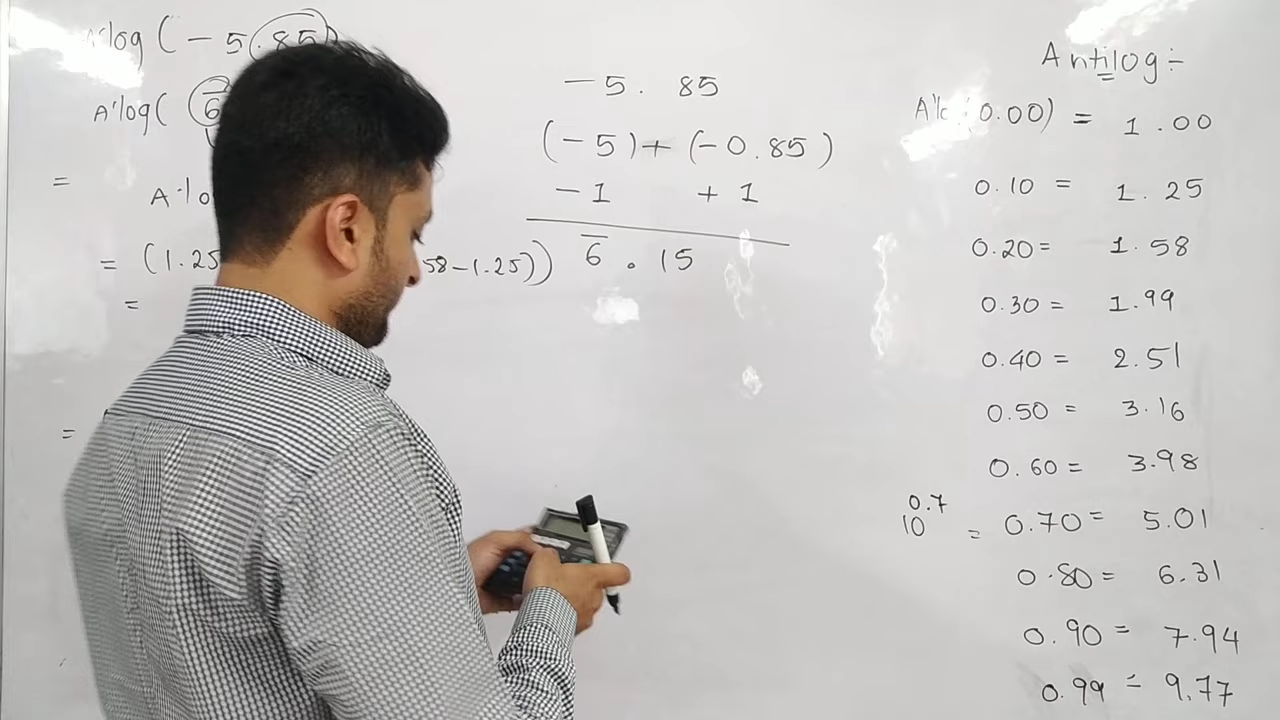 A'log ( - 5.85)
A'log( 6
= A'lo
= (1.25 58-1.25))
=
=
- 5. 85
(-5)+(-0.85)
-1 +1
6̅.15
Antilog:-
(0.00) = 1.00
0.10 = 1.25
0.20= 1.58
0.30 = 1.99
0.40 = 2.51
0.50 = 3.16
0.60 = 3.98
10^0.7 = 0.70= 5.01
0.80= 6.31
0.90 = 7.94
0.99 = 9.77